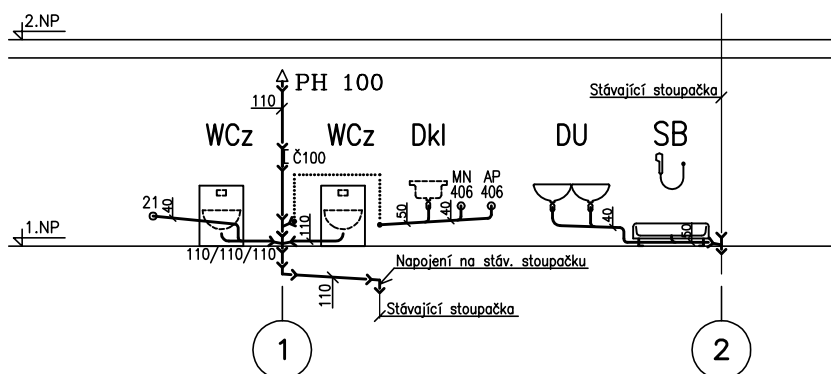 2.NP
PH 100
110
Stávající stoupačka
WCz
WCz
Dkl
DU
SB
Č100
MN
406
AP
406
21
40
50
40
40
50
110
1.NP
110/110/110
Napojení na stáv. stoupačku
110
Stávající stoupačka
1
2